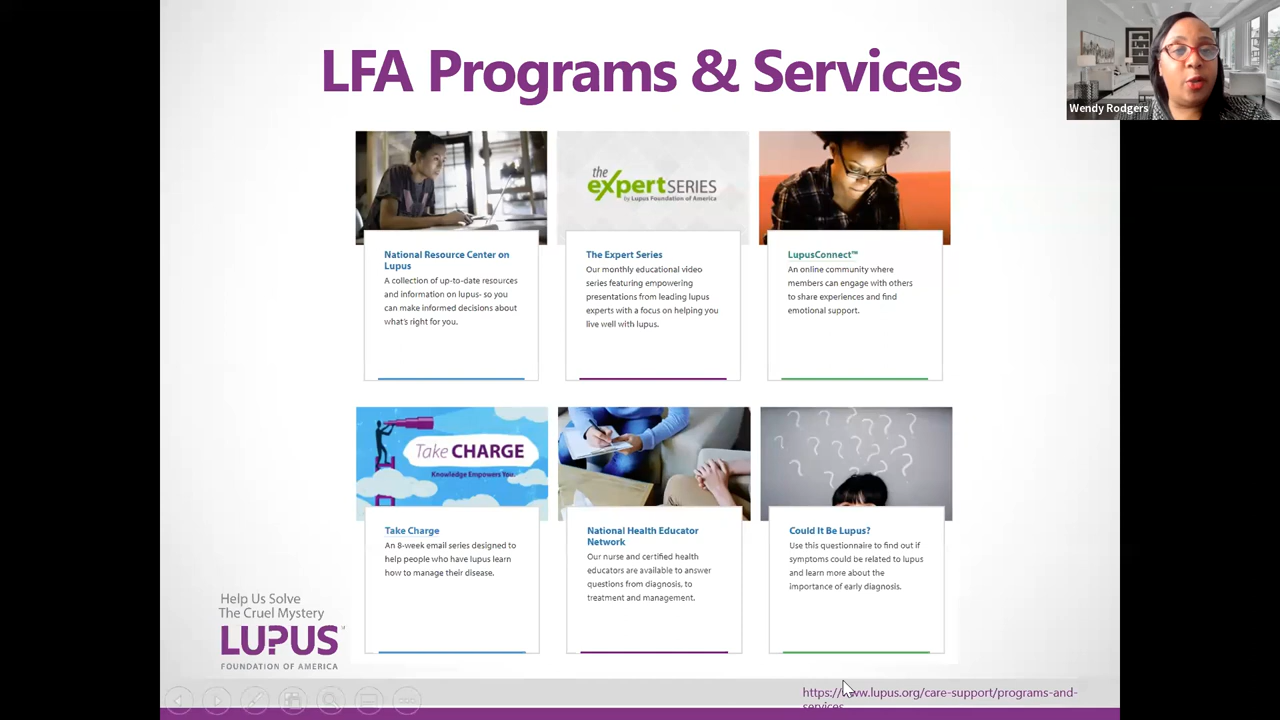 LFA Programs & Services
Wendy Rodgers
the
expert SERIES
by Lupus Foundation of America
National Resource Center on
Lupus
A collection of up-to-date resources
and information on lupus- so you
can make informed decisions about
what's right for you.
The Expert Series
Our monthly educational video
series featuring empowering
presentations from leading lupus
experts with a focus on helping you
live well with lupus.
LupusConnect™
An online community where
members can engage with others
to share experiences and find
emotional support.
Take CHARGE
Knowledge Empowers You.
Take Charge
An 8-week email series designed to
help people who have lupus learn
how to manage their disease.
National Health Educator
Network
Our nurse and certified health
educators are available to answer
questions from diagnosis, to
treatment and management.
Could It Be Lupus?
Use this questionnaire to find out if
symptoms could be related to lupus
and learn more about the
importance of early diagnosis.
Help Us Solve
The Cruel Mystery
LUPUS
FOUNDATION OF AMERICA
https://www.lupus.org/care-support/programs-and-
services